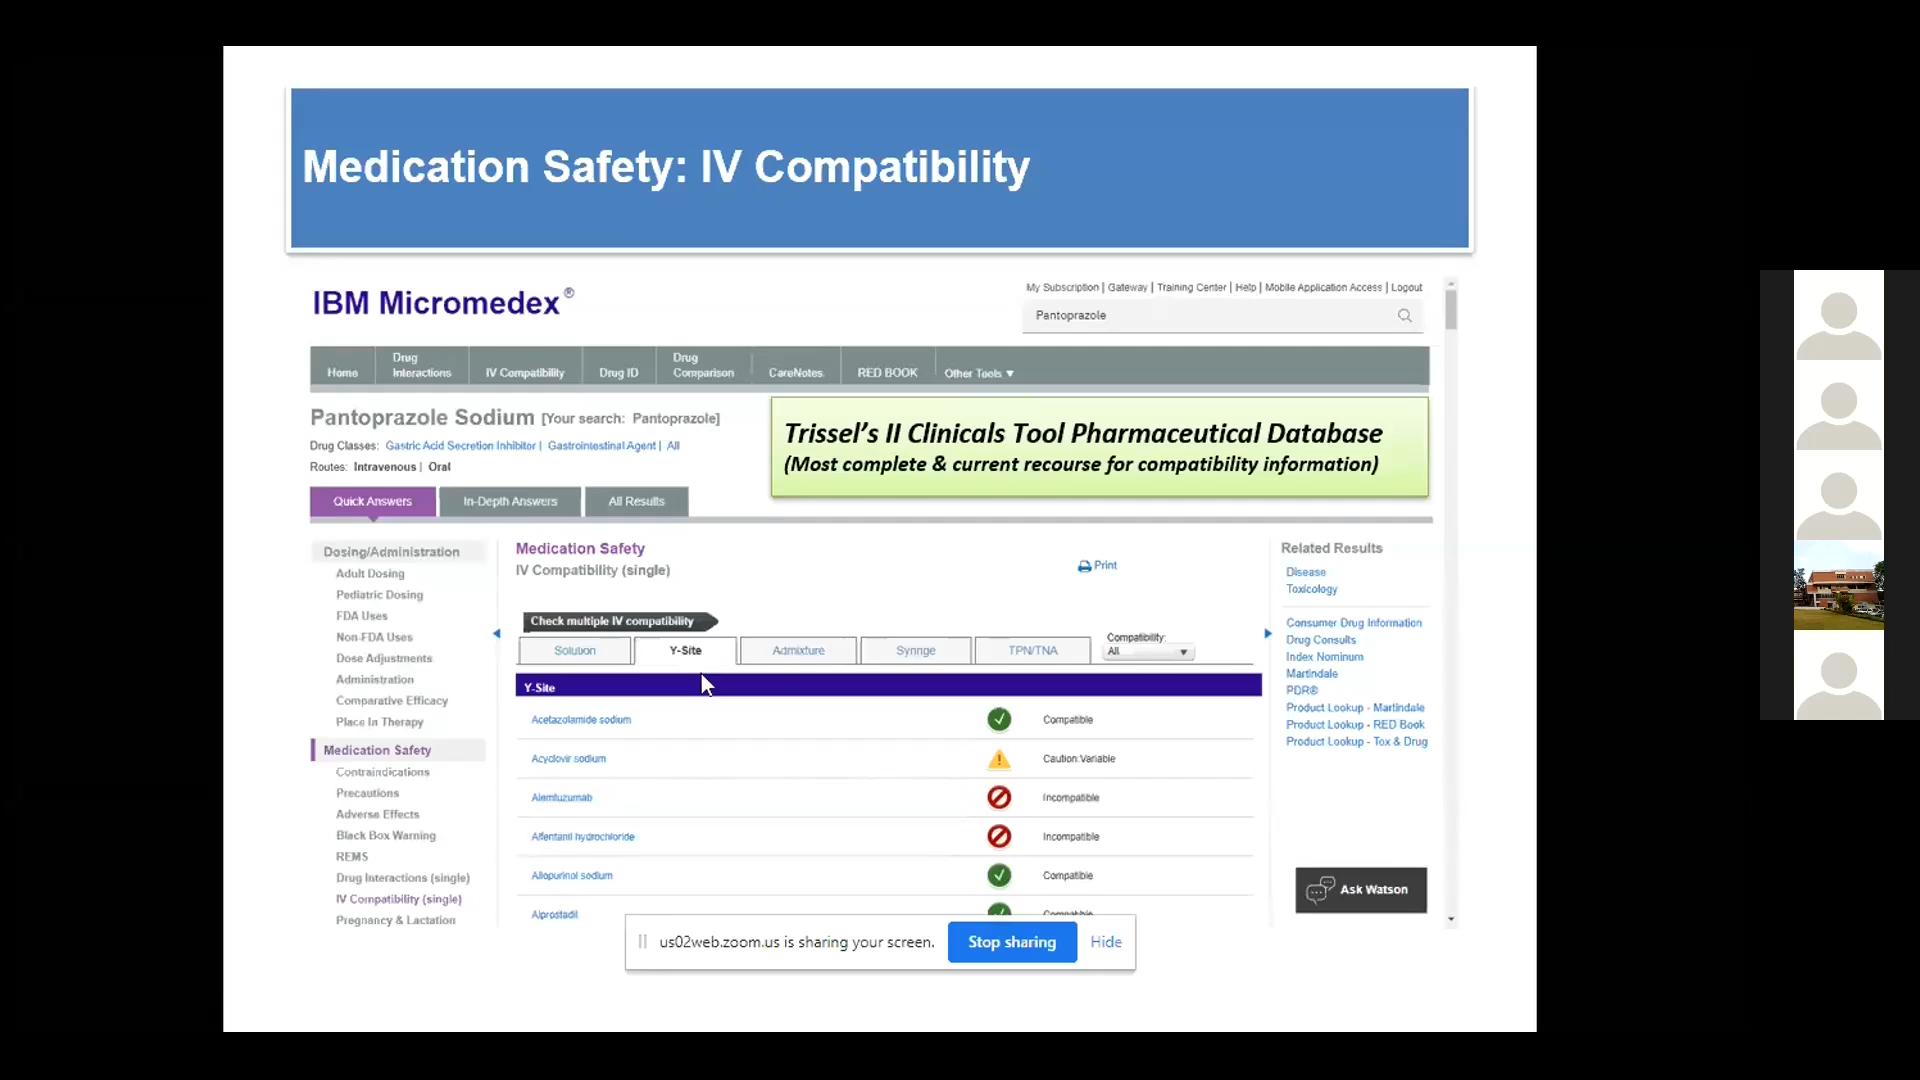 Medication Safety: IV Compatibility
IBM Micromedex®
My Subscription | Gateway | Training Center | Help | Mobile Application Access | Logout
Pantoprazole
Home
Drug Interactions
IV Compatibility
Drug ID
Drug Comparison
CareNotes
RED BOOK
Other Tools ▼
Pantoprazole Sodium [Your search: Pantoprazole]
Drug Classes: Gastric Acid Secretion Inhibitor | Gastrointestinal Agent | All
Routes: Intravenous | Oral
Trissel's II Clinicals Tool Pharmaceutical Database
(Most complete & current recourse for compatibility information)
Quick Answers
In-Depth Answers
All Results
Dosing/Administration
Adult Dosing
Pediatric Dosing
FDA Uses
Non-FDA Uses
Dose Adjustments
Administration
Comparative Efficacy
Place In Therapy
Medication Safety
Contraindications
Precautions
Adverse Effects
Black Box Warning
REMS
Drug Interactions (single)
IV Compatibility (single)
Pregnancy & Lactation
Medication Safety
IV Compatibility (single)
Print
Check multiple IV compatibility
Solution
Y-Site
Admixture
Syringe
TPN/TNA
Compatibility:
All
Y-Site
Acetazolamide sodium Compatible
Acyclovir sodium Caution:Variable
Alemtuzumab Incompatible
Alfentanil hydrochloride Incompatible
Allopurinol sodium Compatible
Alprostadil Compatible
Related Results
Disease
Toxicology
Consumer Drug Information
Drug Consults
Index Nominum
Martindale
PDR®
Product Lookup - Martindale
Product Lookup - RED Book
Product Lookup - Tox & Drug
Ask Watson
us02web.zoom.us is sharing your screen.
Stop sharing
Hide